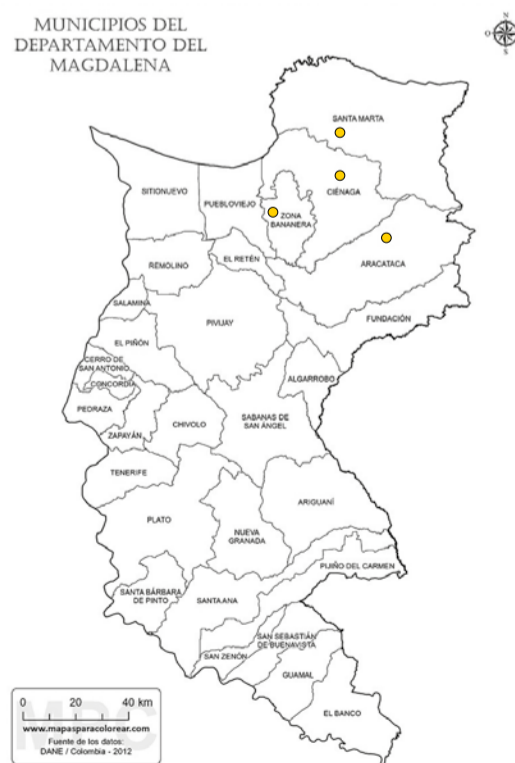 MUNICIPIOS DEL
DEPARTAMENTO DEL
MAGDALENA
N
S
SANTA MARTA
SITIONUEVO
PUEBLOVIEJO
CIÉNAGA
ZONA
BANANERA
REMOLINO
EL RETÉN
ARACATACA
SALAMINA
PIVIJAY
FUNDACIÓN
EL PIÑÓN
CERRO DE
SAN ANTONIO
CONCORDIA
ALGARROBO
PEDRAZA
CHIVOLO
SABANAS DE
SAN ÁNGEL
ZAPAYÁN
TENERIFE
ARIGUANÍ
PLATO
NUEVA
GRANADA
PIJIÑO DEL CARMEN
SANTA BÁRBARA
DE PINTO
SANTA ANA
SAN SEBASTIÁN
DE BUENAVISTA
SAN ZENÓN
GUAMAL
EL BANCO
0 20 40 km
MPC
www.mapasparacolorear.com
Fuente de los datos:
DANE / Colombia - 2012